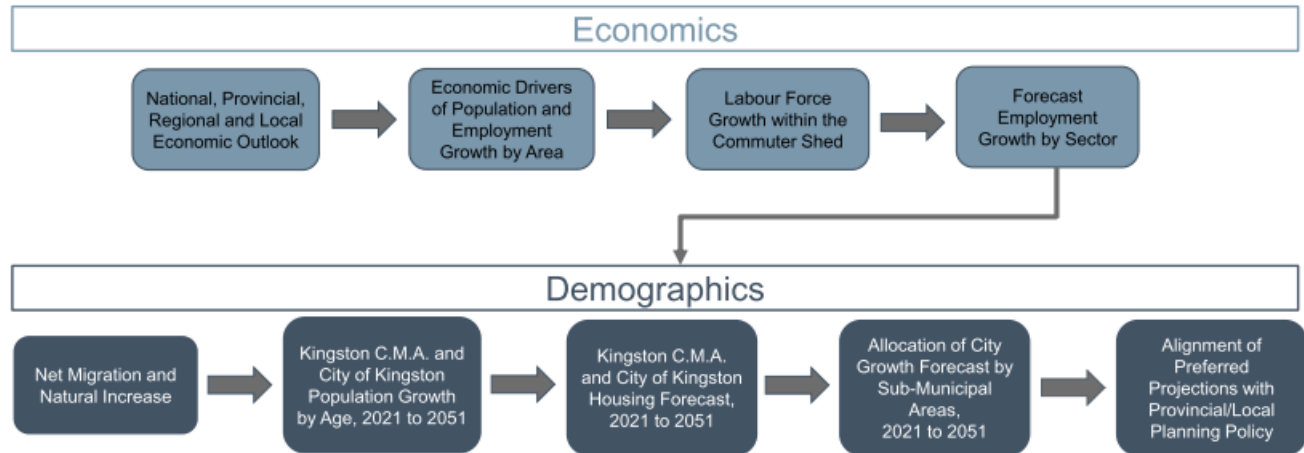 Economics
National, Provincial,
Regional and Local
Economic Outlook
Economic Drivers
of Population and
Employment
Growth by Area
Labour Force
Growth within the
Commuter Shed
Forecast
Employment
Growth by Sector
Demographics
Net Migration and
Natural Increase
Kingston C.M.A. and
City of Kingston
Population Growth
by Age, 2021 to 2051
Kingston C.M.A.
and City of Kingston
Housing Forecast,
2021 to 2051
Allocation of City
Growth Forecast by
Sub-Municipal
Areas,
2021 to 2051
Alignment of
Preferred
Projections with
Provincial/Local
Planning Policy